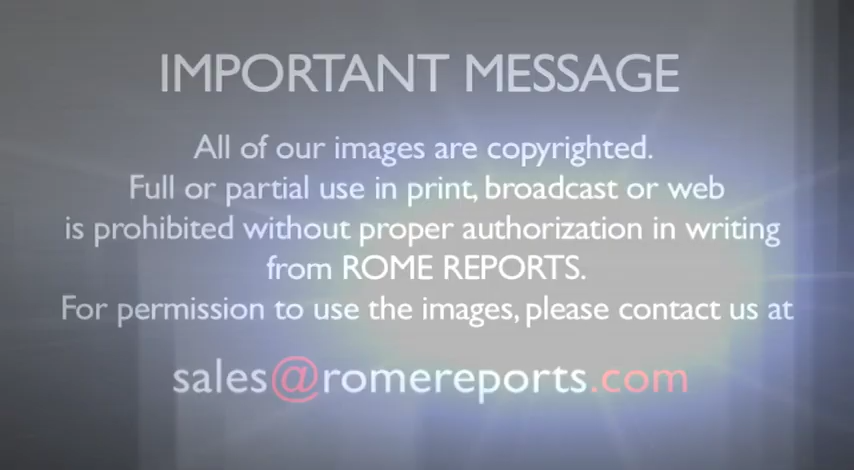 IMPORTANT MESSAGE
All of our images are copyrighted.
Full or partial use in print, broadcast or web
is prohibited without proper authorization in writing
from ROME REPORTS.
For permission to use the images, please contact us at
sales@romereports.com